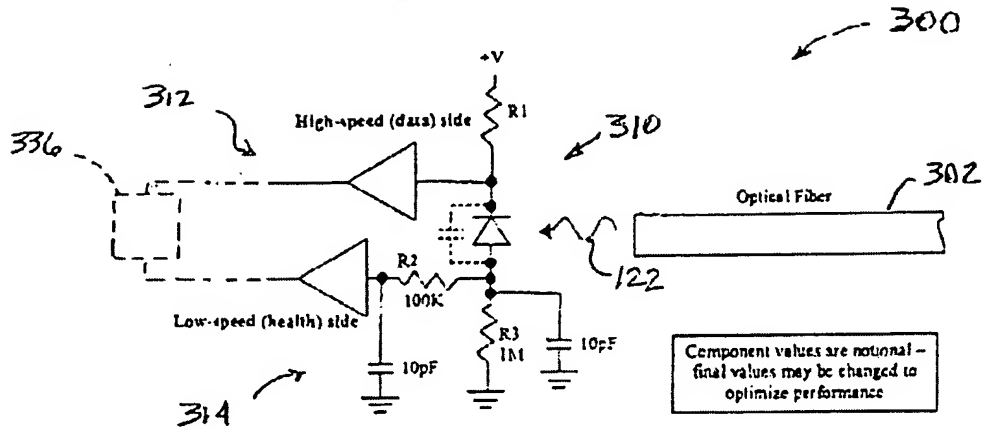 300
+V
312
R1
High-speed (data) side
310
336
302
Optical Fiber
R2
122
100K
Low-speed (health) side
R3
1M
10pF
10pF
Component values are notional –
final values may be changed to
optimize performance
314